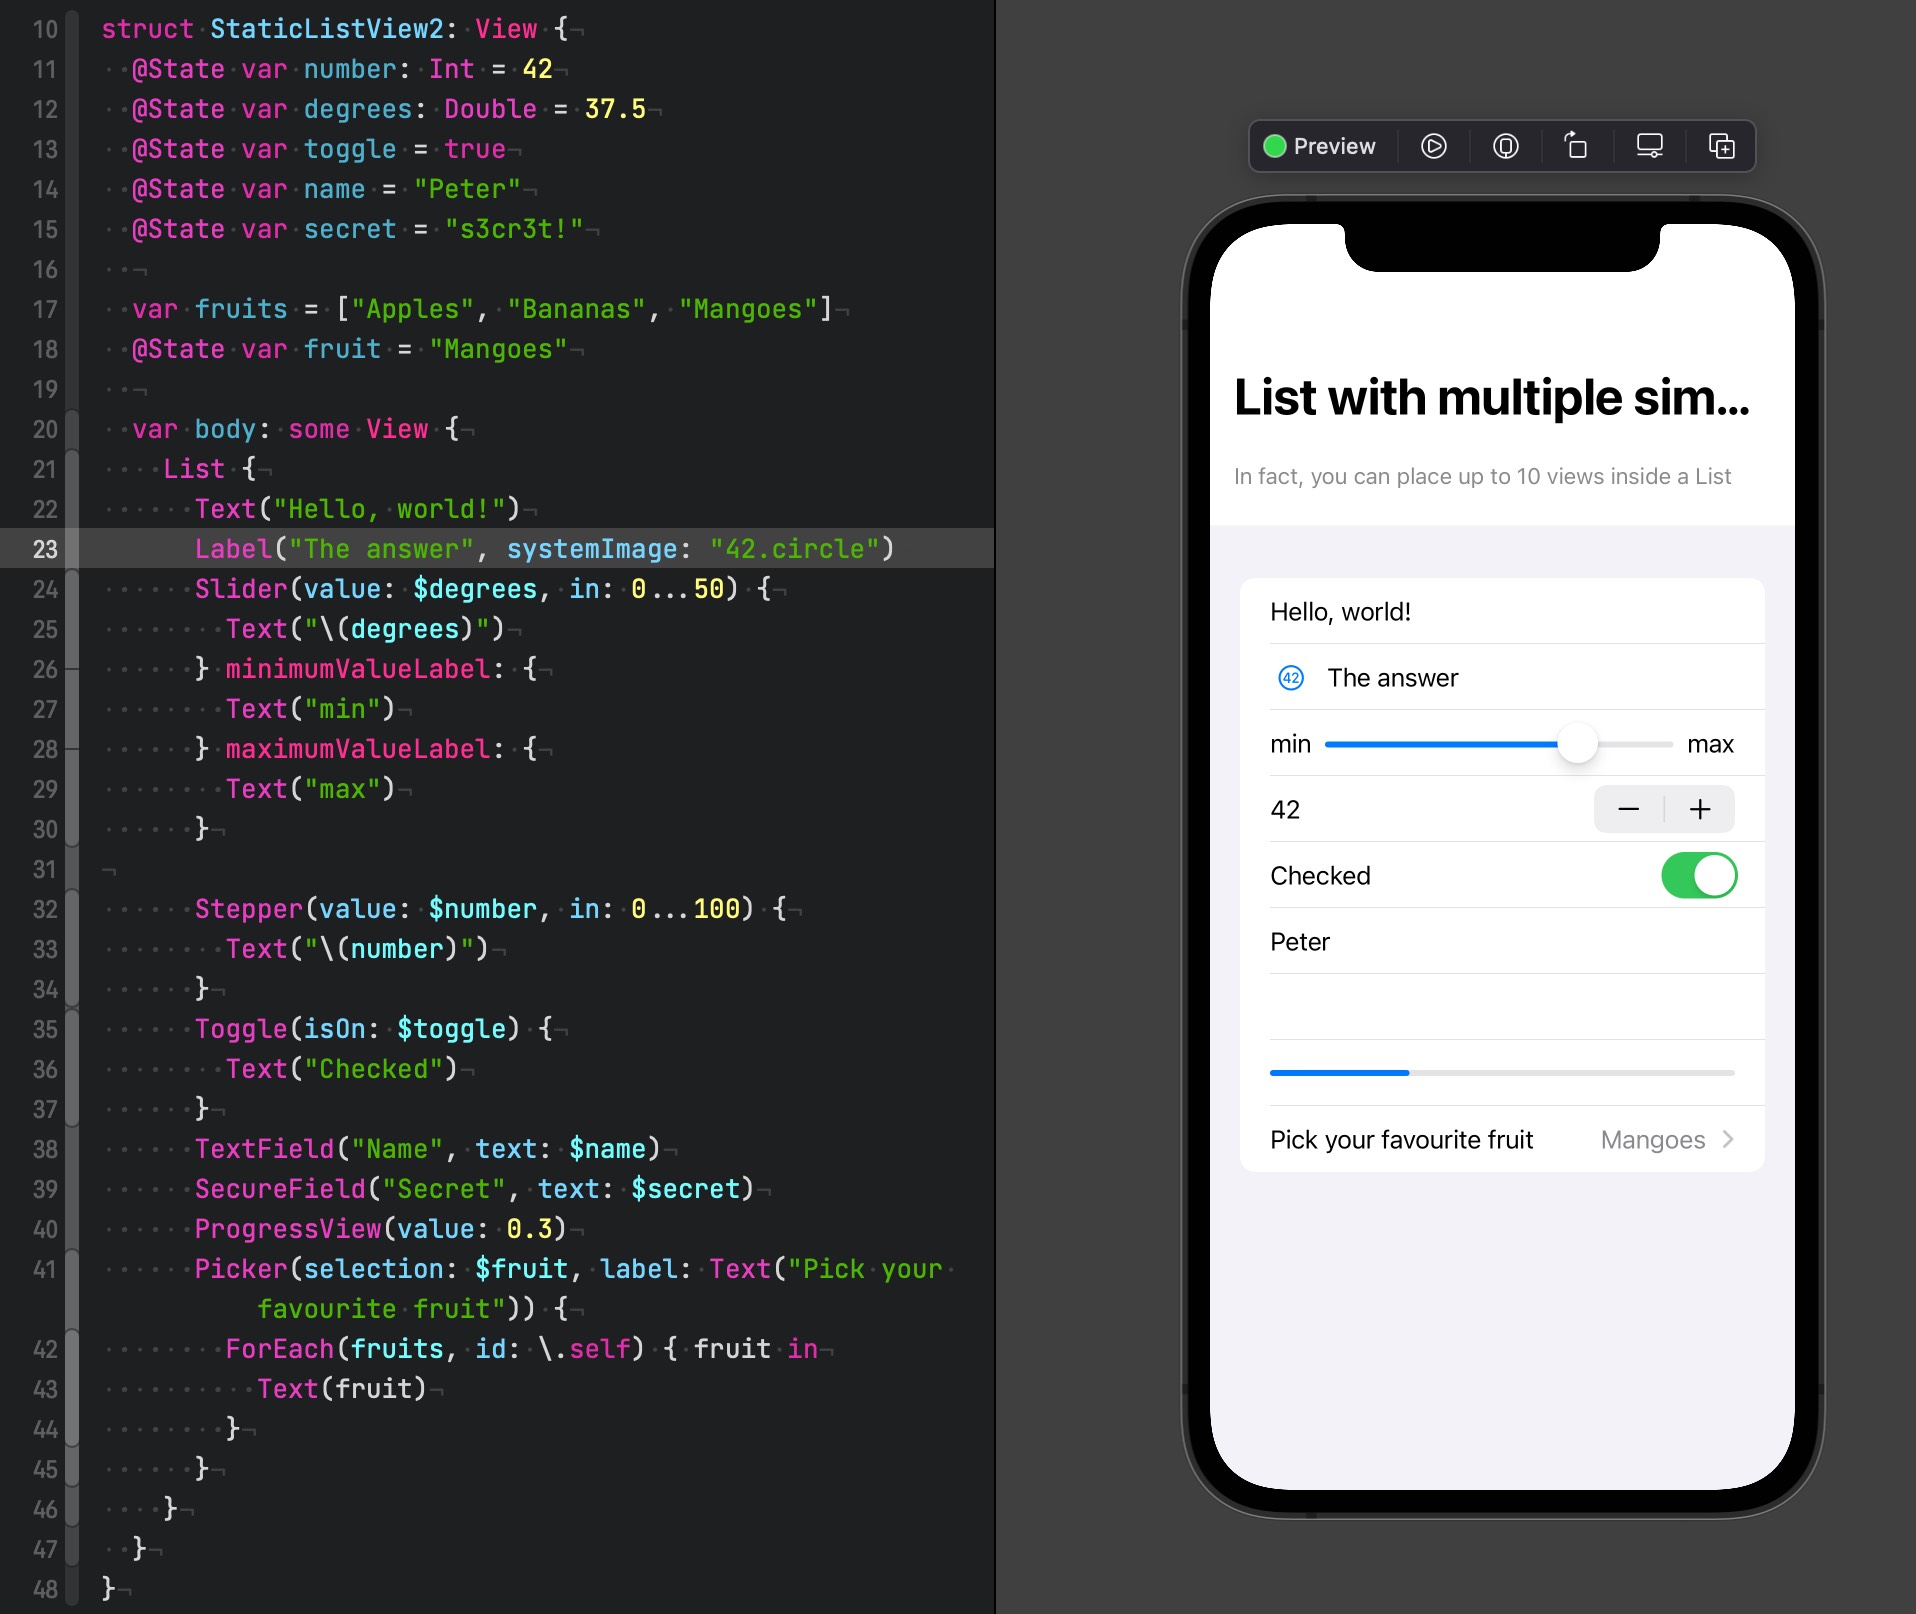 10 struct StaticListView2: View {
11 @State var number: Int = 42
12 @State var degrees: Double = 37.5
13 @State var toggle = true
14 @State var name = "Peter"
15 @State var secret = "s3cr3t!"
16
17 var fruits = ["Apples", "Bananas", "Mangoes"]
18 @State var fruit = "Mangoes"
19
20 var body: some View {
21 List {
22 Text("Hello, world!")
23 Label("The answer", systemImage: "42.circle")
24 Slider(value: $degrees, in: 0...50) {
25 Text("\(degrees)")
26 } minimumValueLabel: {
27 Text("min")
28 } maximumValueLabel: {
29 Text("max")
30 }
31
32 Stepper(value: $number, in: 0...100) {
33 Text("\(number)")
34 }
35 Toggle(isOn: $toggle) {
36 Text("Checked")
37 }
38 TextField("Name", text: $name)
39 SecureField("Secret", text: $secret)
40 ProgressView(value: 0.3)
41 Picker(selection: $fruit, label: Text("Pick your
favourite fruit")) {
42 ForEach(fruits, id: \.self) { fruit in
43 Text(fruit)
44 }
45 }
46 }
47 }
48 }
Preview
List with multiple sim...
In fact, you can place up to 10 views inside a List
Hello, world!
42 The answer
min max
42 − +
Checked
Peter
Pick your favourite fruit Mangoes